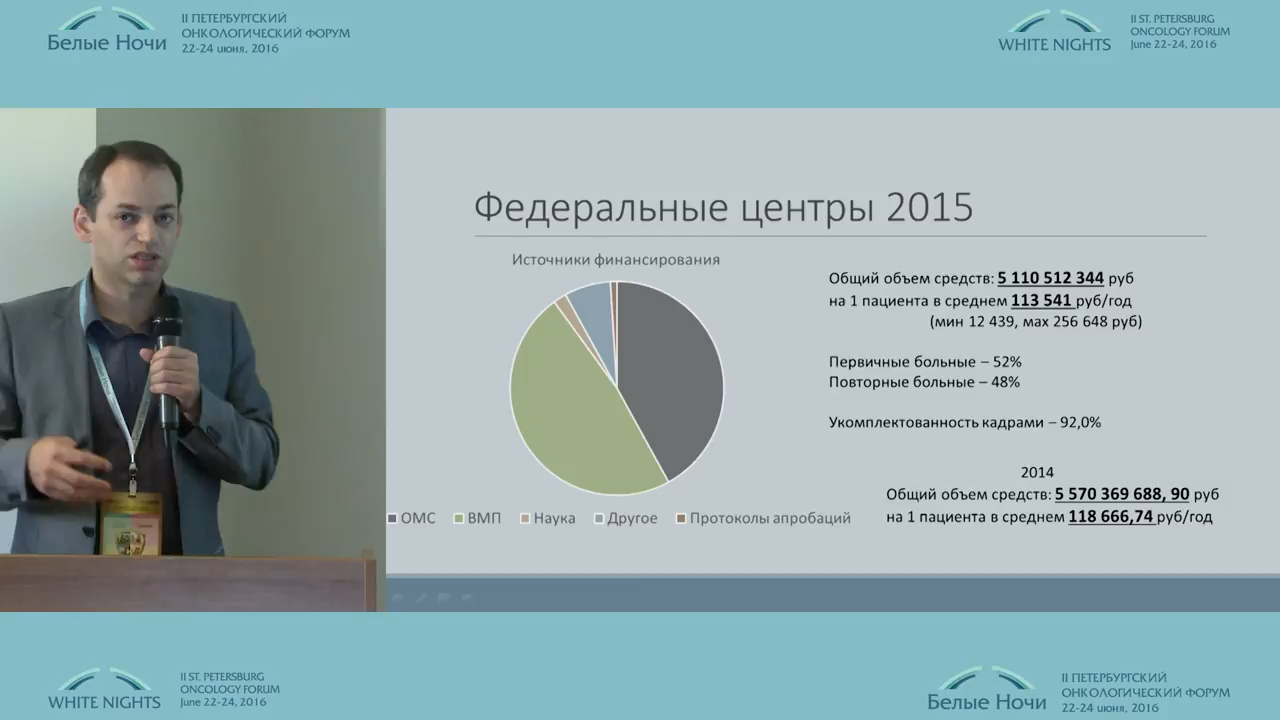 Белые Ночи
II ПЕТЕРБУРГСКИЙ
ОНКОЛОГИЧЕСКИЙ ФОРУМ
22-24 июня, 2016
WHITE NIGHTS
II ST. PETERSBURG
ONCOLOGY FORUM
June 22-24, 2016
Федеральные центры 2015
Источники финансирования
ОМС
ВМП
Наука
Другое
Протоколы апробаций
Общий объем средств: 5 110 512 344 руб
на 1 пациента в среднем 113 541 руб/год
(мин 12 439, мах 256 648 руб)
Первичные больные – 52%
Повторные больные – 48%
Укомплектованность кадрами – 92,0%
2014
Общий объем средств: 5 570 369 688, 90 руб
на 1 пациента в среднем 118 666,74 руб/год
WHITE NIGHTS
II ST. PETERSBURG
ONCOLOGY FORUM
June 22-24, 2016
Белые Ночи
II ПЕТЕРБУРГСКИЙ
ОНКОЛОГИЧЕСКИЙ ФОРУМ
22-24 июня, 2016